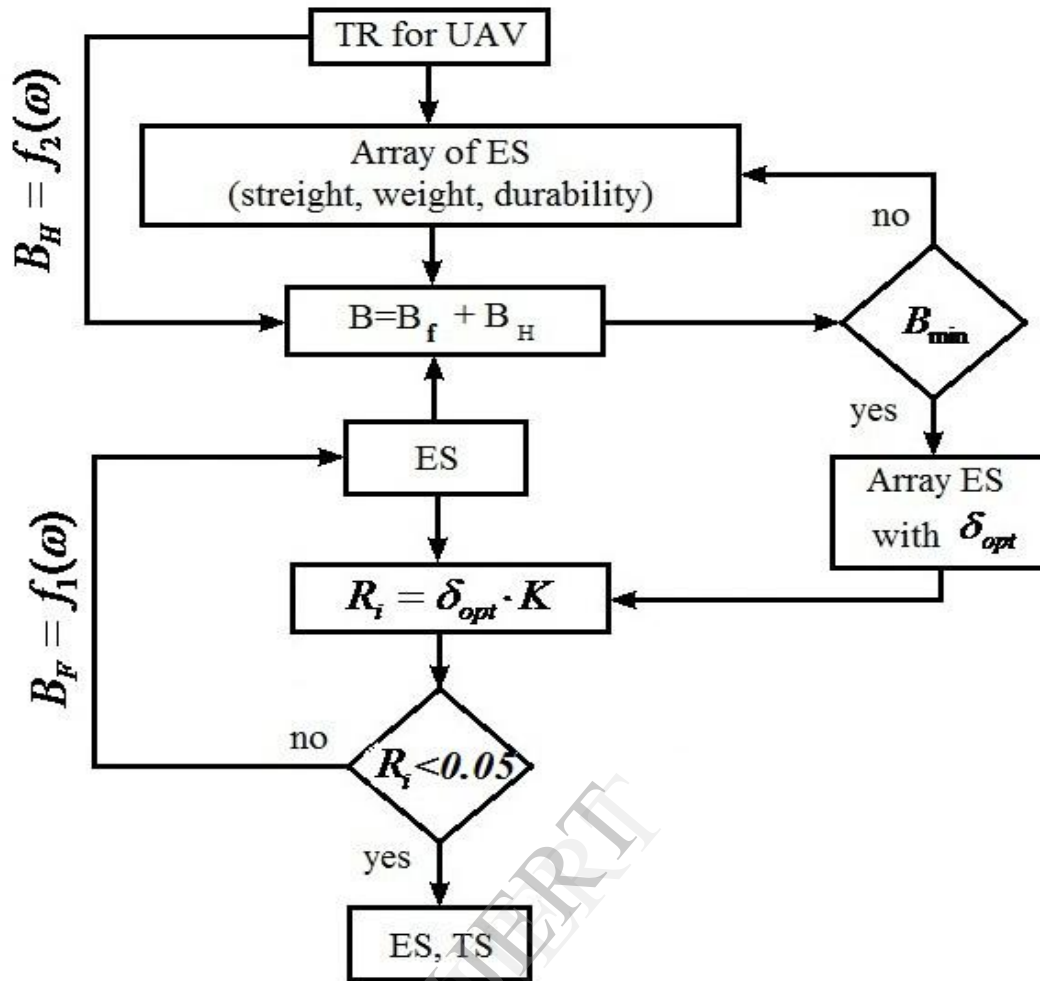 TR for UAV
B_H = f_2(ω)
Array of ES
(streight, weight, durability)
no
B=B_f + B_H
B_min
yes
ES
Array ES
with δ_opt
B_F = f_1(ω)
R_i = δ_opt · K
no
R_i<0.05
yes
ES, TS
IJERT